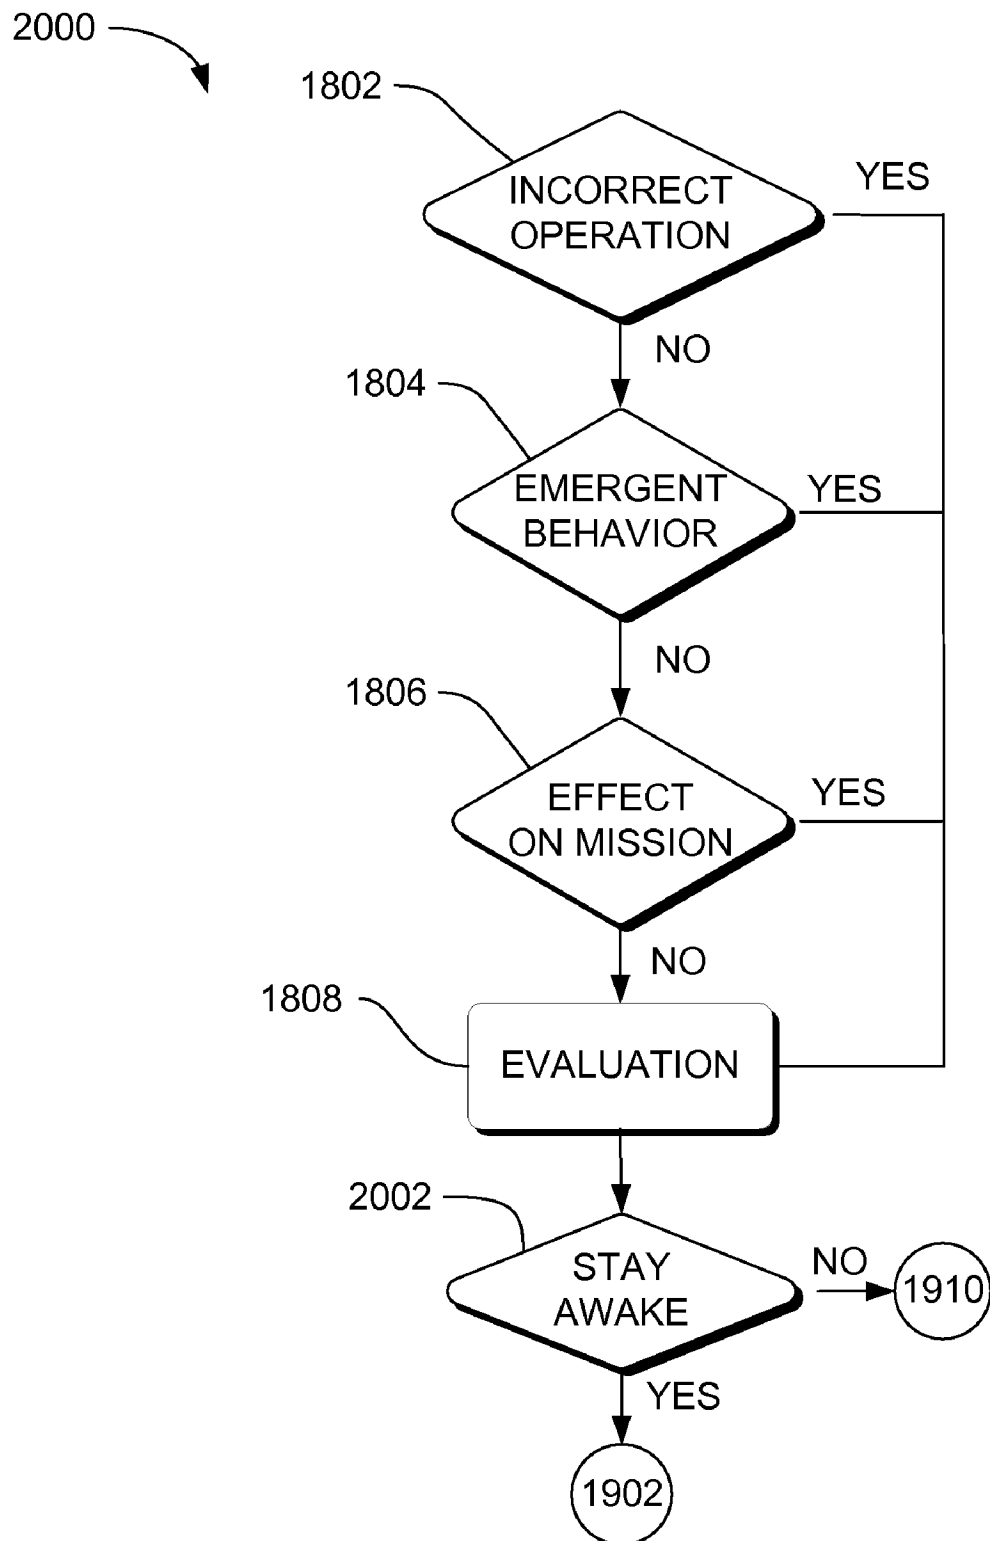 2000
1802
INCORRECT
OPERATION
YES
NO
1804
EMERGENT
BEHAVIOR
YES
NO
1806
EFFECT
ON MISSION
YES
NO
1808
EVALUATION
2002
STAY
AWAKE
NO
1910
YES
1902